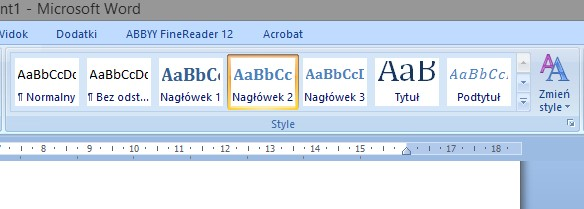 nt1 - Microsoft Word
Widok Dodatki ABBYY FineReader 12 Acrobat
AaBbCcDc AaBbCcDc AaBbC AaBbCc AaBbCcI AaB AaBbCc.
¶ Normalny ¶ Bez odst... Nagłówek 1 Nagłówek 2 Nagłówek 3 Tytuł Podtytuł Zmień style
Style
7 8 9 10 11 12 13 14 15 17 18